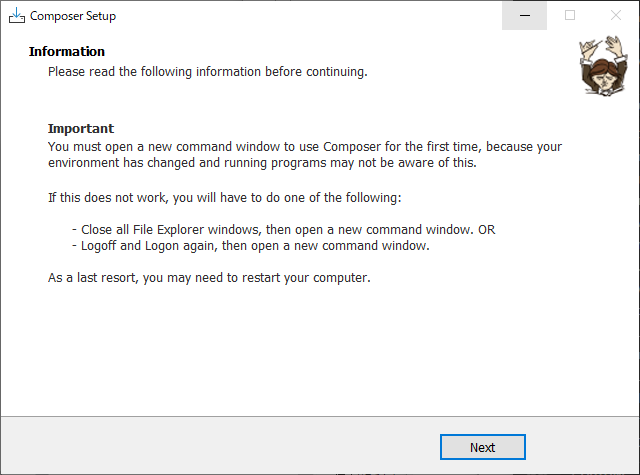 Composer Setup
Information
Please read the following information before continuing.
Important
You must open a new command window to use Composer for the first time, because your
environment has changed and running programs may not be aware of this.
If this does not work, you will have to do one of the following:
- Close all File Explorer windows, then open a new command window. OR
- Logoff and Logon again, then open a new command window.
As a last resort, you may need to restart your computer.
Next